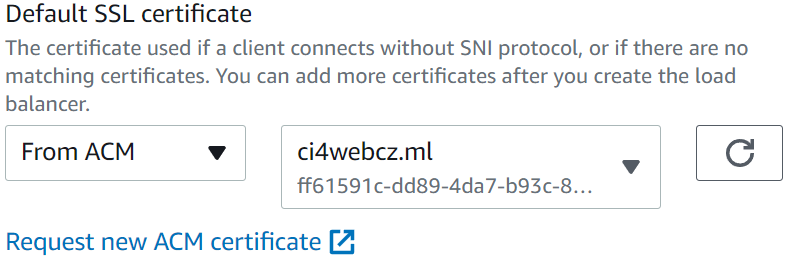 Default SSL certificate
The certificate used if a client connects without SNI protocol, or if there are no
matching certificates. You can add more certificates after you create the load
balancer.
From ACM
ci4webcz.ml
ff61591c-dd89-4da7-b93c-8...
Request new ACM certificate